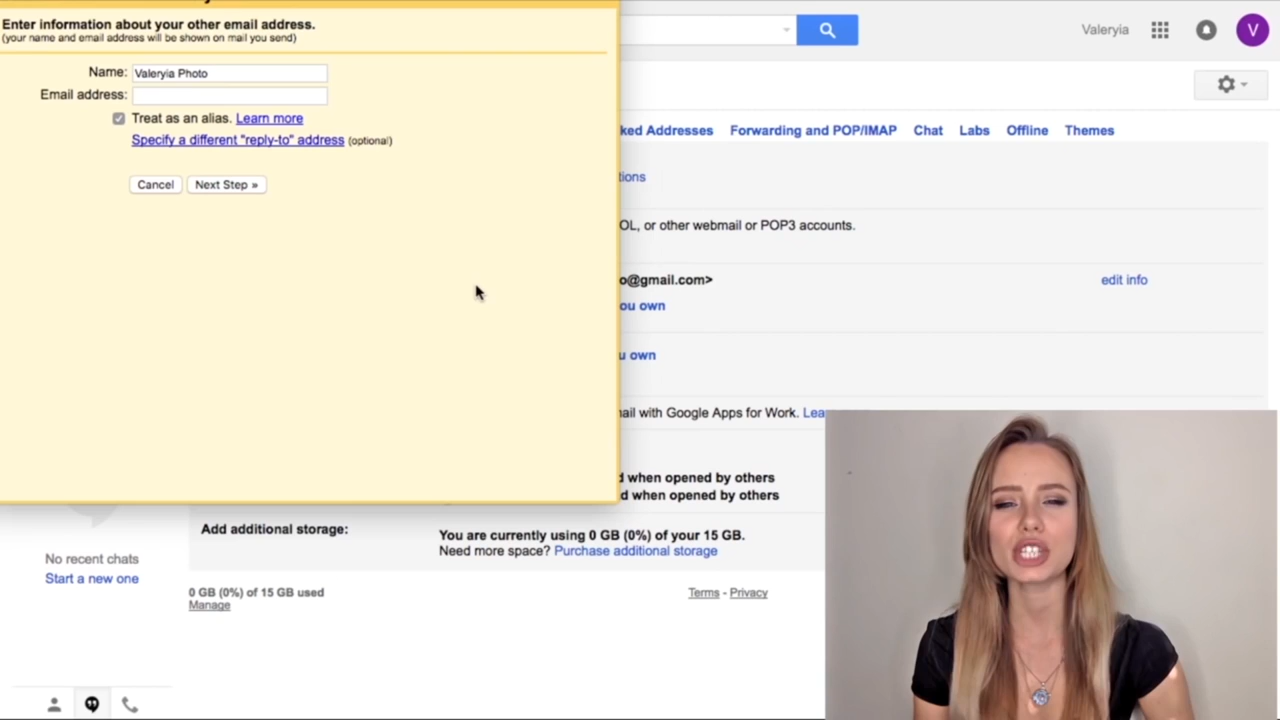 Enter information about your other email address.
(your name and email address will be shown on mail you send)
Name: Valeryia Photo
Email address:
Treat as an alias. Learn more
Specify a different "reply-to" address (optional)
Cancel Next Step »
Valeryia
V
Addresses Forwarding and POP/IMAP Chat Labs Offline Themes
or other webmail or POP3 accounts.
o@gmail.com> edit info
own
own
with Google Apps for Work.
when opened by others
when opened by others
Add additional storage: You are currently using 0 GB (0%) of your 15 GB.
Need more space? Purchase additional storage
No recent chats
Start a new one
0 GB (0%) of 15 GB used
Manage
Terms - Privacy